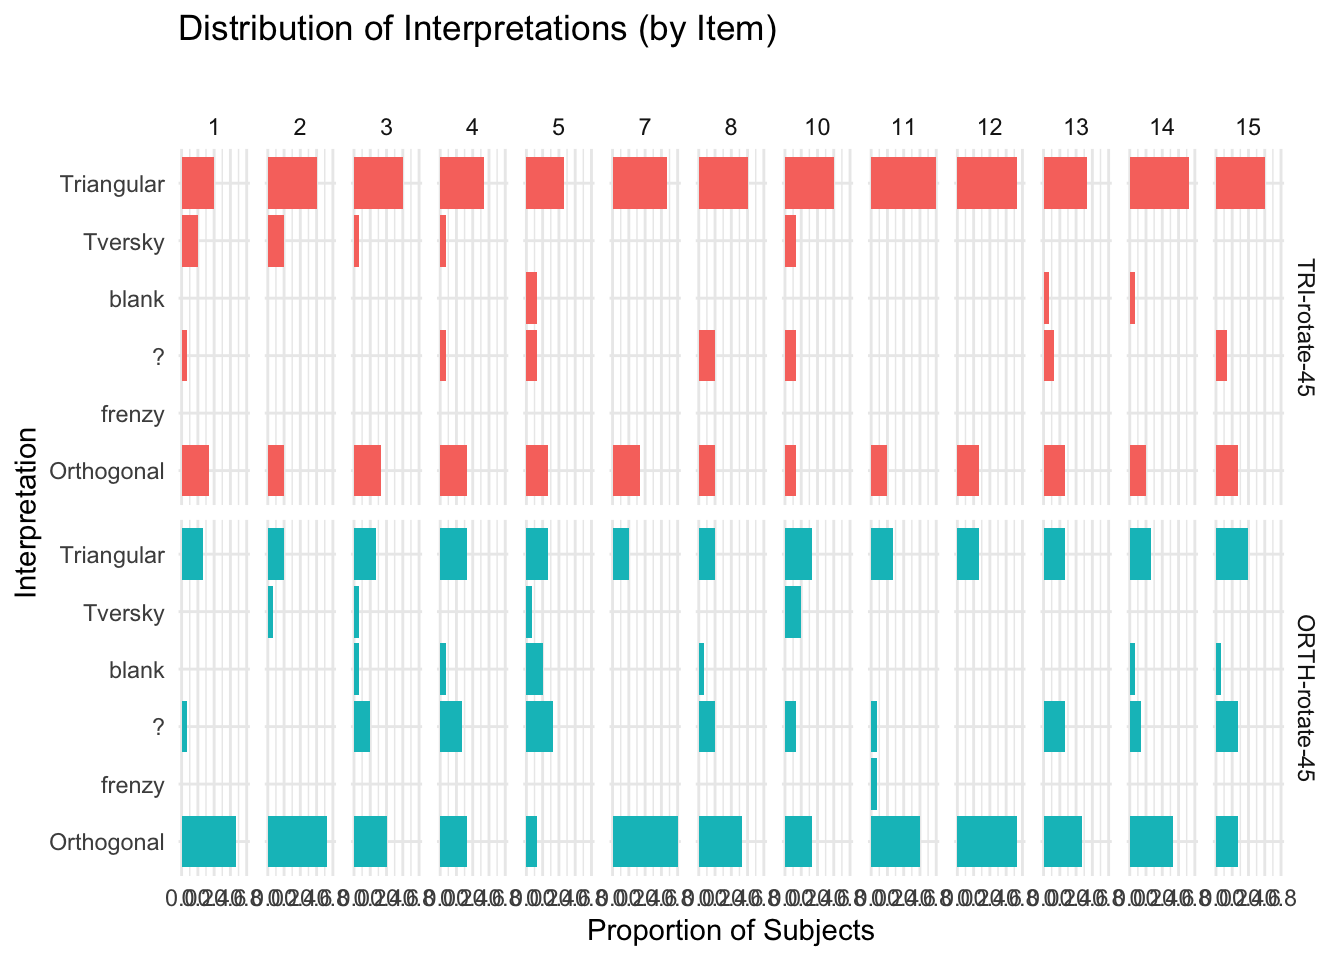 Distribution of Interpretations (by Item)
1 2 3 4 5 7 8 10 11 12 13 14 15
Triangular
Tversky
blank
?
frenzy
Orthogonal
TRI-rotate-45
Triangular
Tversky
blank
?
frenzy
Orthogonal
ORTH-rotate-45
Interpretation
Proportion of Subjects